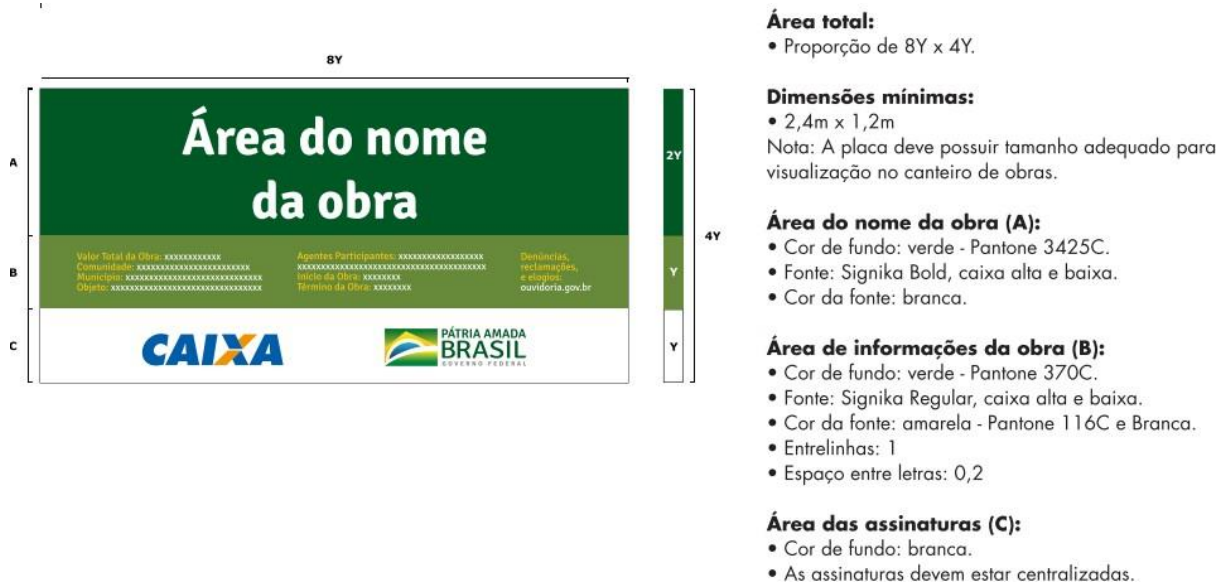 8Y
A
Área do nome
da obra
2Y
B
Valor Total da Obra: xxxxxxxxxxxx
Comunidade: xxxxxxxxxxxxxxxxxxxxxxxx
Município: xxxxxxxxxxxxxxxxxxxxxxxxxxxxx
Objeto: xxxxxxxxxxxxxxxxxxxxxxxxxxxxxxxx
Agentes Participantes: xxxxxxxxxxxxxxxxxx
xxxxxxxxxxxxxxxxxxxxxxxxxxxxxxxxxxxxxxxx
Início da Obra: xxxxxxxx
Término da Obra: xxxxxxxx
Denúncias,
reclamações,
e elogios:
ouvidoria.gov.br
Y
4Y
C
CAIXA
PÁTRIA AMADA
BRASIL
GOVERNO FEDERAL
Y
Área total:
• Proporção de 8Y x 4Y.
Dimensões mínimas:
• 2,4m x 1,2m
Nota: A placa deve possuir tamanho adequado para
visualização no canteiro de obras.
Área do nome da obra (A):
• Cor de fundo: verde - Pantone 3425C.
• Fonte: Signika Bold, caixa alta e baixa.
• Cor da fonte: branca.
Área de informações da obra (B):
• Cor de fundo: verde - Pantone 370C.
• Fonte: Signika Regular, caixa alta e baixa.
• Cor da fonte: amarela - Pantone 116C e Branca.
• Entrelinhas: 1
• Espaço entre letras: 0,2
Área das assinaturas (C):
• Cor de fundo: branca.
• As assinaturas devem estar centralizadas.